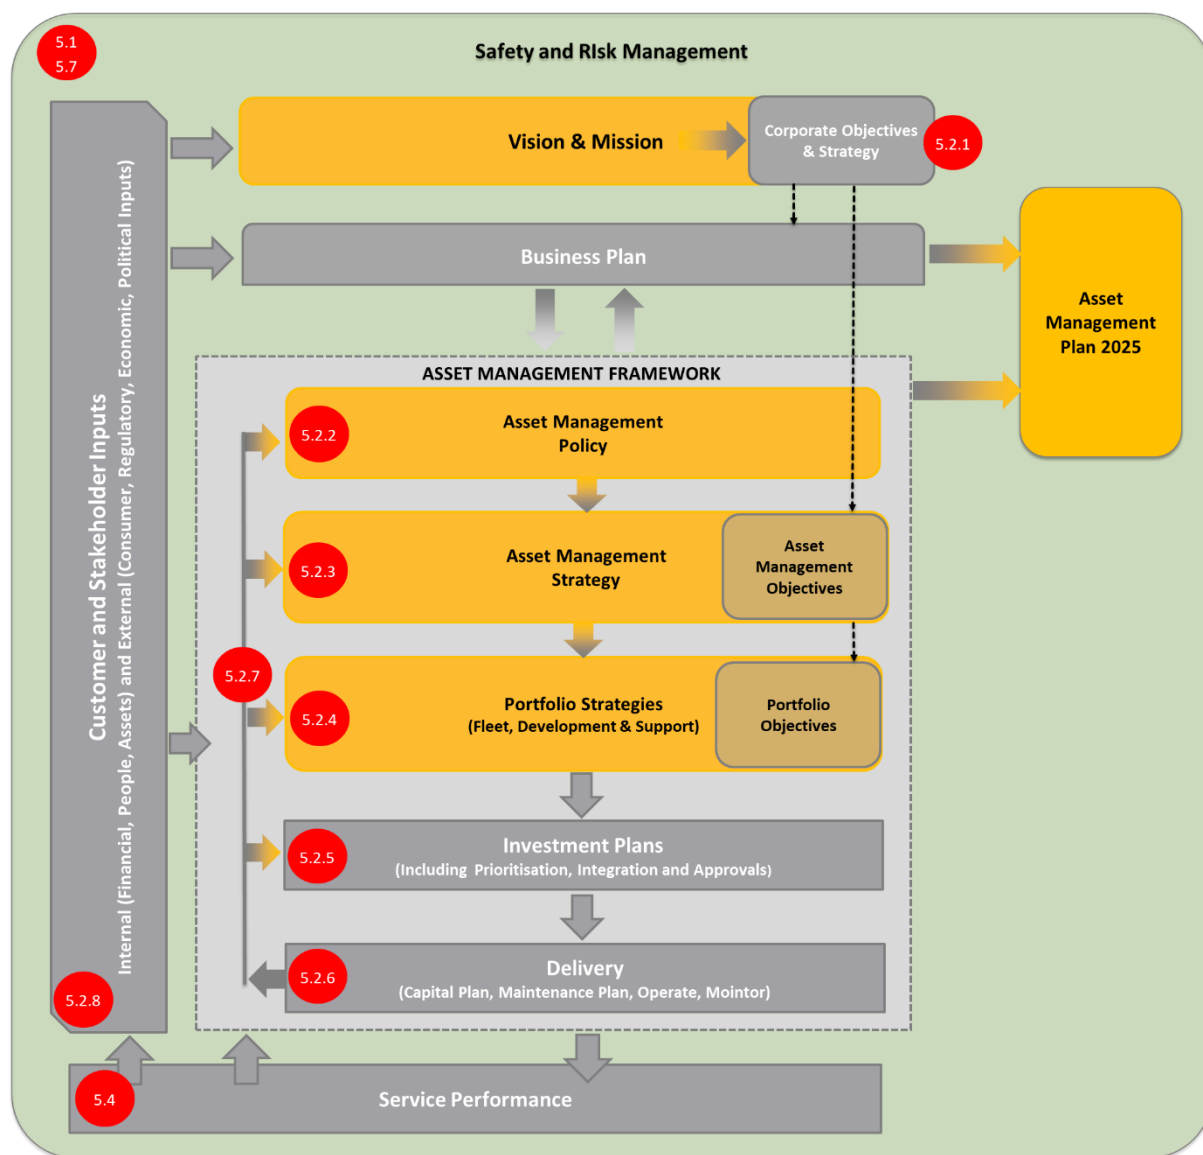 5.1
5.7
Safety and RIsk Management
Vision & Mission
Corporate Objectives
& Strategy
5.2.1
Business Plan
Asset
Management
Plan 2025
Customer and Stakeholder Inputs
Internal (Financial, People, Assets) and External (Consumer, Regulatory, Economic, Political Inputs)
ASSET MANAGEMENT FRAMEWORK
5.2.2
Asset Management
Policy
5.2.3
Asset Management
Strategy
Asset
Management
Objectives
5.2.7
5.2.4
Portfolio Strategies
(Fleet, Development & Support)
Portfolio
Objectives
5.2.5
Investment Plans
(Including Prioritisation, Integration and Approvals)
5.2.6
Delivery
(Capital Plan, Maintenance Plan, Operate, Mointor)
5.2.8
5.4
Service Performance